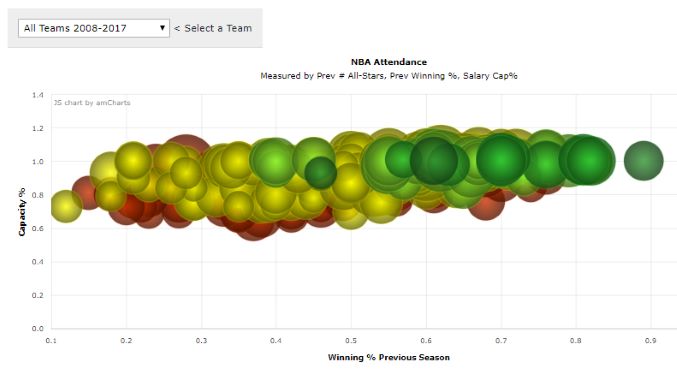 All Teams 2008-2017 < Select a Team
NBA Attendance
Measured by Prev # All-Stars, Prev Winning %, Salary Cap%
JS chart by amCharts
1.4
1.2
1.0
0.8
0.6
0.4
0.2
0.0
Capacity %
0.1 0.2 0.3 0.4 0.5 0.6 0.7 0.8 0.9
Winning % Previous Season